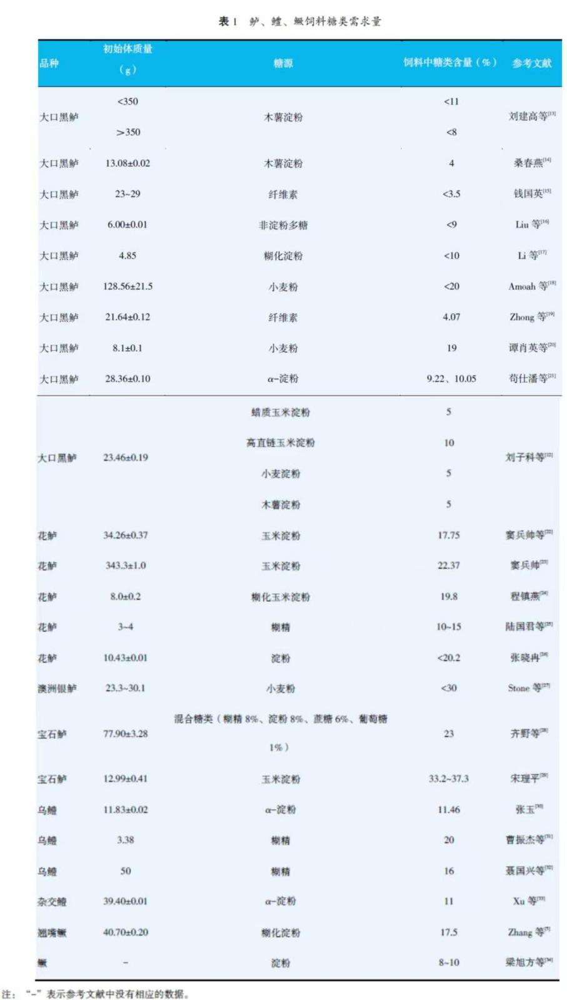 表 1 鲈、鳢、鳜饲料糖类需求量
品种 初始体质量（g） 糖源 饲料中糖类含量（%） 参考文献
大口黑鲈 <350 木薯淀粉 <11 刘建高等[13]
>350 <8
大口黑鲈 13.08±0.02 木薯淀粉 4 桑春燕[14]
大口黑鲈 23~29 纤维素 <3.5 钱国英[15]
大口黑鲈 6.00±0.01 非淀粉多糖 <9 Liu 等[16]
大口黑鲈 4.85 糊化淀粉 <10 Li 等[17]
大口黑鲈 128.56±21.5 小麦粉 <20 Amoah 等[18]
大口黑鲈 21.64±0.12 纤维素 4.07 Zhong 等[19]
大口黑鲈 8.1±0.1 小麦粉 19 谭肖英等[20]
大口黑鲈 28.36±0.10 α-淀粉 9.22、10.05 苟仕潘等[21]
大口黑鲈 23.46±0.19 蜡质玉米淀粉 5 刘子科等[12]
高直链玉米淀粉 10
小麦淀粉 5
木薯淀粉 5
花鲈 34.26±0.37 玉米淀粉 17.75 窦兵帅等[22]
花鲈 343.3±1.0 玉米淀粉 22.37 窦兵帅[23]
花鲈 8.0±0.2 糊化玉米淀粉 19.8 程镇燕[24]
花鲈 3~4 糊精 10~15 陆国君等[25]
花鲈 10.43±0.01 淀粉 <20.2 张晓冉[26]
澳洲银鲈 23.3~30.1 小麦粉 <30 Stone 等[27]
宝石鲈 77.90±3.28 混合糖类（糊精 8%、淀粉 8%、蔗糖 6%、葡萄糖 23 齐野等[28]
1%）
宝石鲈 12.99±0.41 玉米淀粉 33.2~37.3 宋理平[29]
乌鳢 11.83±0.02 α-淀粉 11.46 张玉[30]
乌鳢 3.38 糊精 20 曹振杰等[31]
乌鳢 50 糊精 16 聂国兴等[32]
杂交鳢 39.40±0.01 α-淀粉 11 Xu 等[33]
翘嘴鳜 40.70±0.20 糊化淀粉 17.5 Zhang 等[5]
鳜 - 淀粉 8~10 梁旭方等[34]
注：“-”表示参考文献中没有相应的数据。